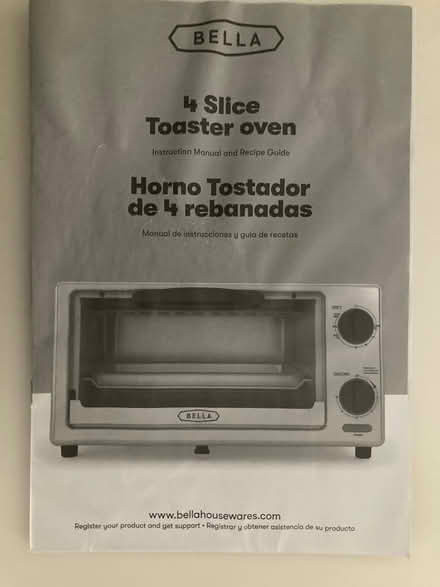 BELLA
4 Slice
Toaster oven
Instruction Manual and Recipe Guide
Horno Tostador
de 4 rebanadas
Manual de instrucciones y guía de recetas
BELLA
www.bellahousewares.com
Register your product and get support • Registrar y obtener asistencia de su producto